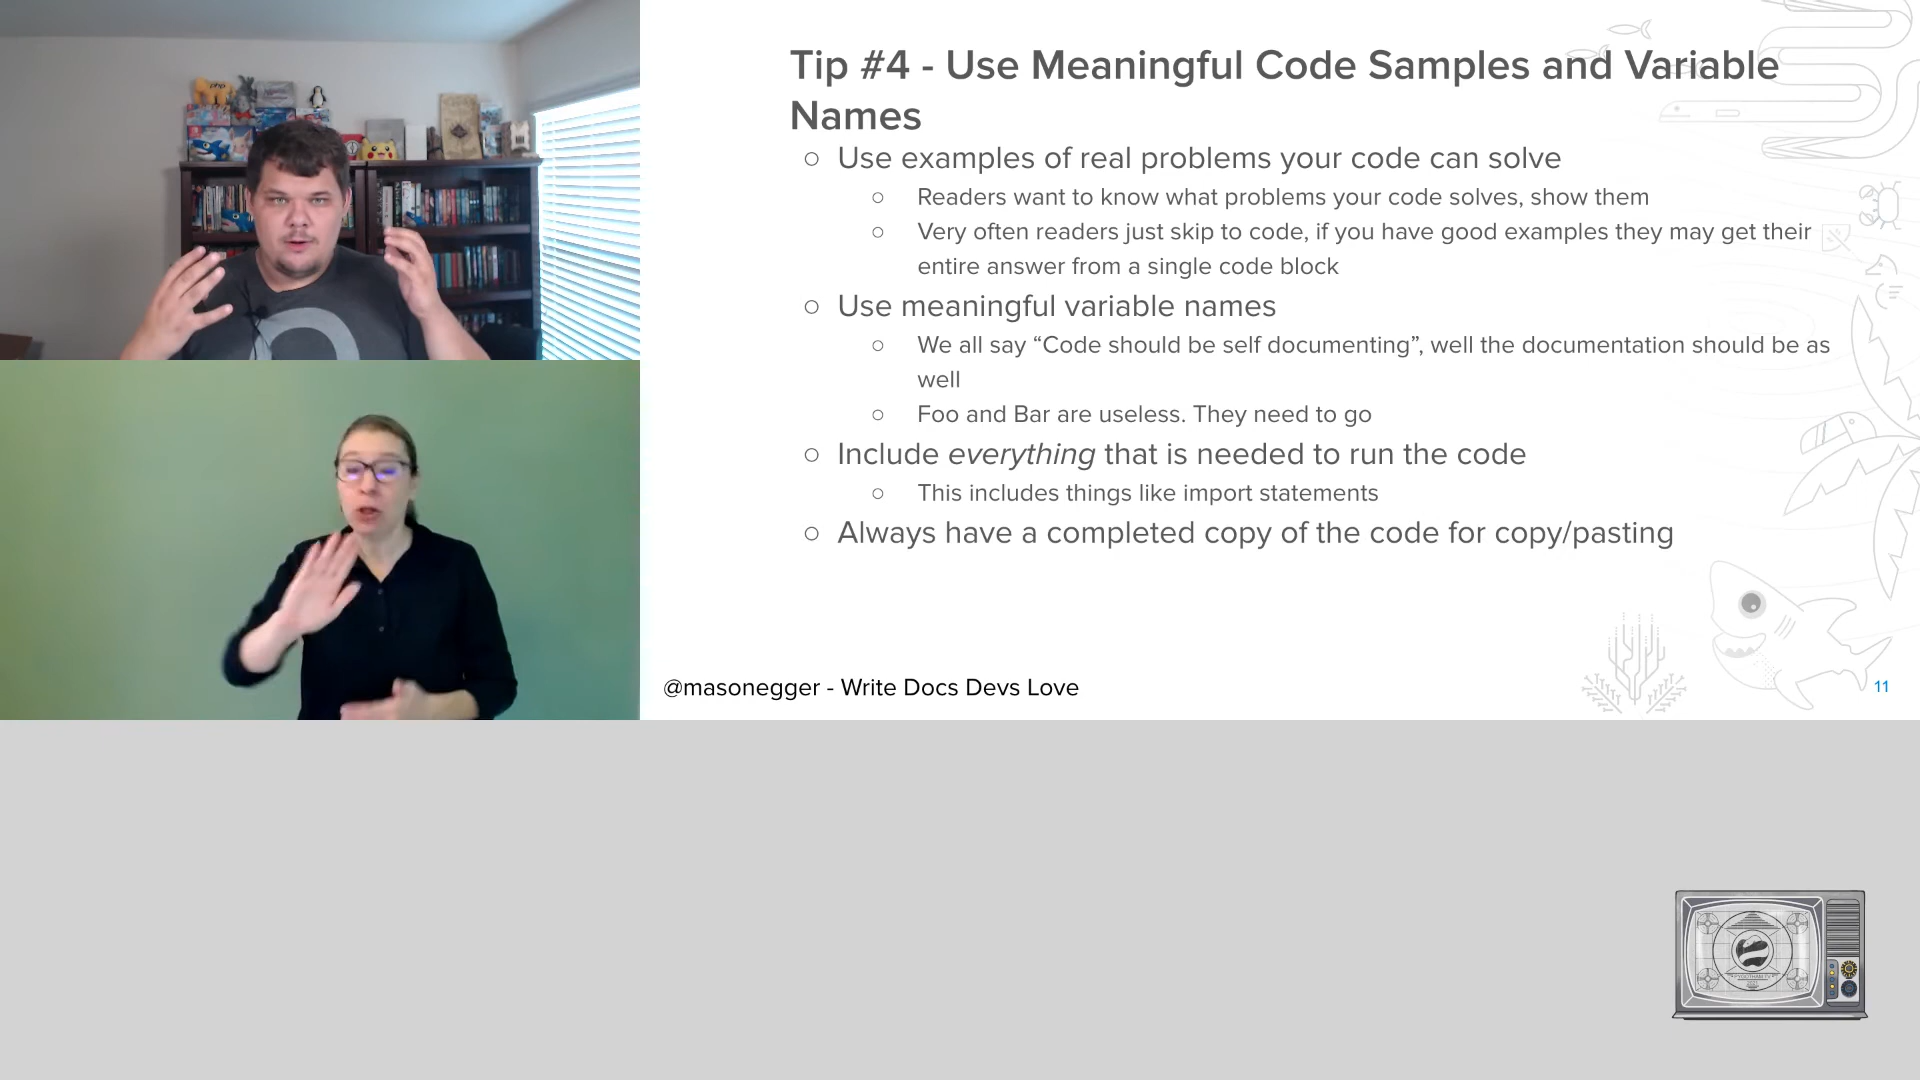 Tip #4 - Use Meaningful Code Samples and Variable
Names
○ Use examples of real problems your code can solve
○ Readers want to know what problems your code solves, show them
○ Very often readers just skip to code, if you have good examples they may get their
entire answer from a single code block
○ Use meaningful variable names
○ We all say “Code should be self documenting”, well the documentation should be as
well
○ Foo and Bar are useless. They need to go
○ Include everything that is needed to run the code
○ This includes things like import statements
○ Always have a completed copy of the code for copy/pasting
@masonegger - Write Docs Devs Love
11